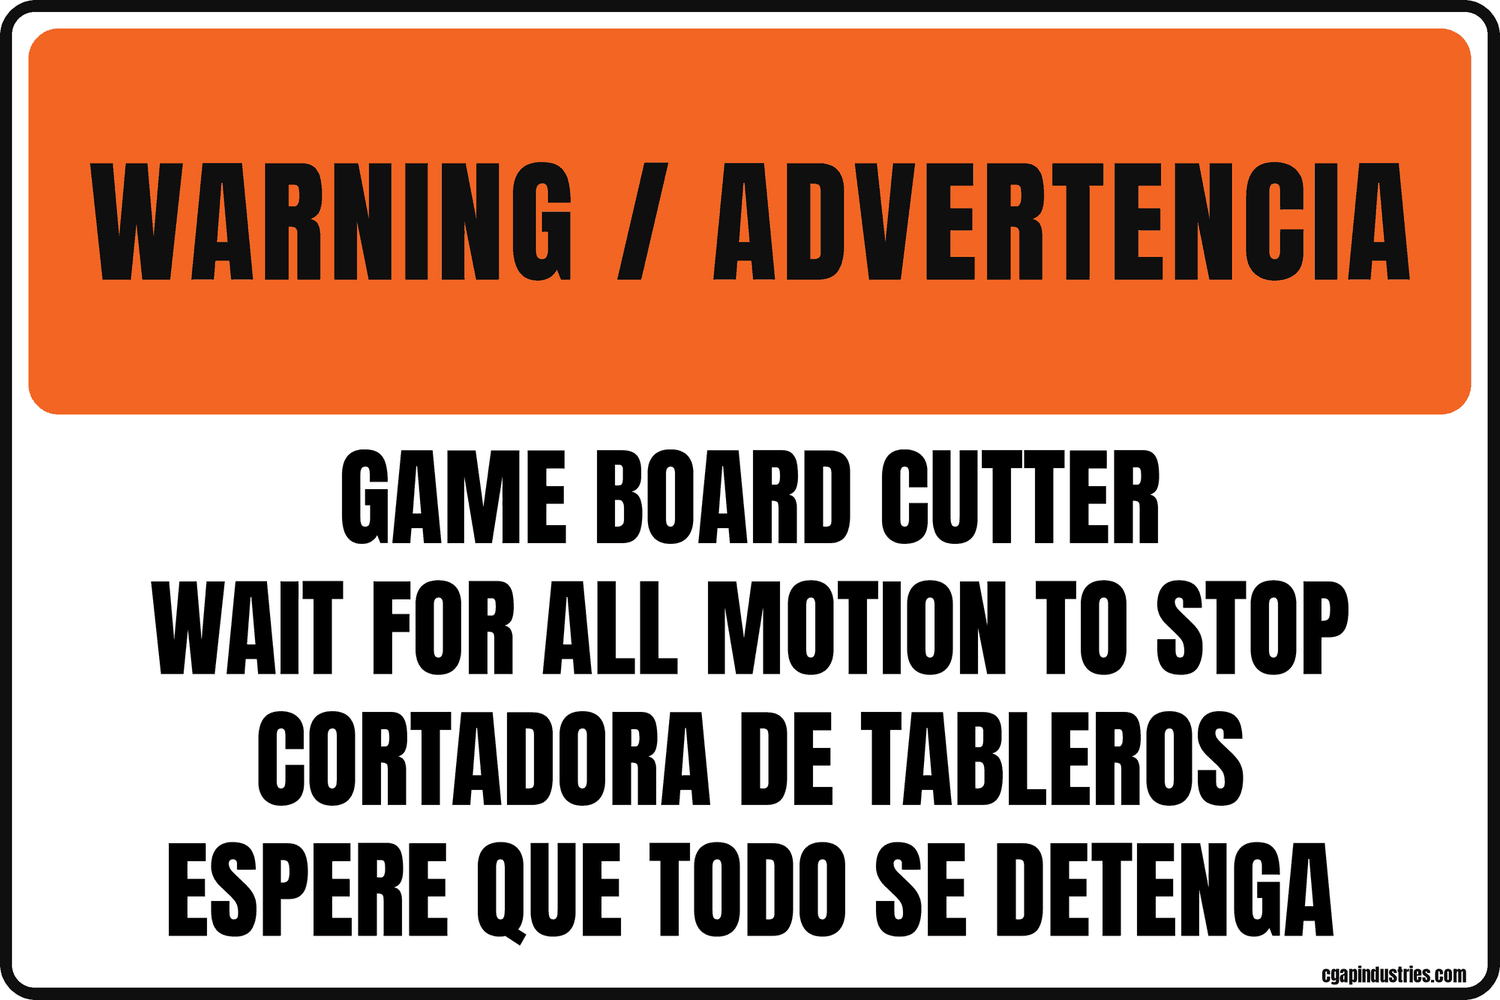 WARNING / ADVERTENCIA
GAME BOARD CUTTER
WAIT FOR ALL MOTION TO STOP
CORTADORA DE TABLEROS
ESPERE QUE TODO SE DETENGA
cgapindustries.com